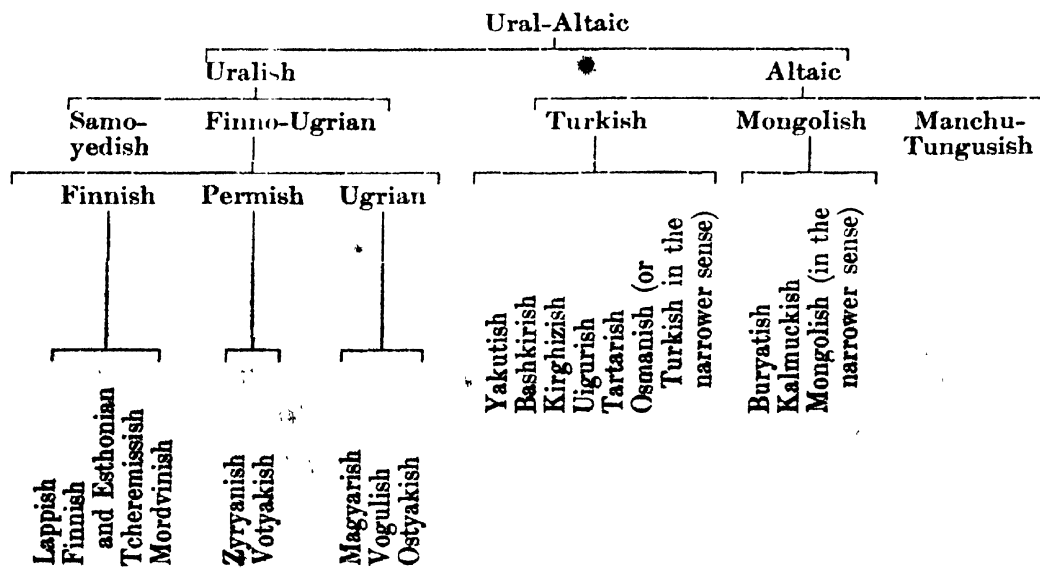 Ural-Altaic
Uralish
Altaic
Samo-
yedish
Finno-Ugrian
Turkish
Mongolish
Manchu-
Tungusish
Finnish
Permish
Ugrian
Lappish
Finnish
and Esthonian
Tcheremissish
Mordvinish
Zyryanish
Votyakish
Magyarish
Vogulish
Ostyakish
Yakutish
Bashkirish
Kirghizish
Uigurish
Tartarish
Osmanish (or
Turkish in the
narrower sense)
Buryatish
Kalmuckish
Mongolish (in the
narrower sense)